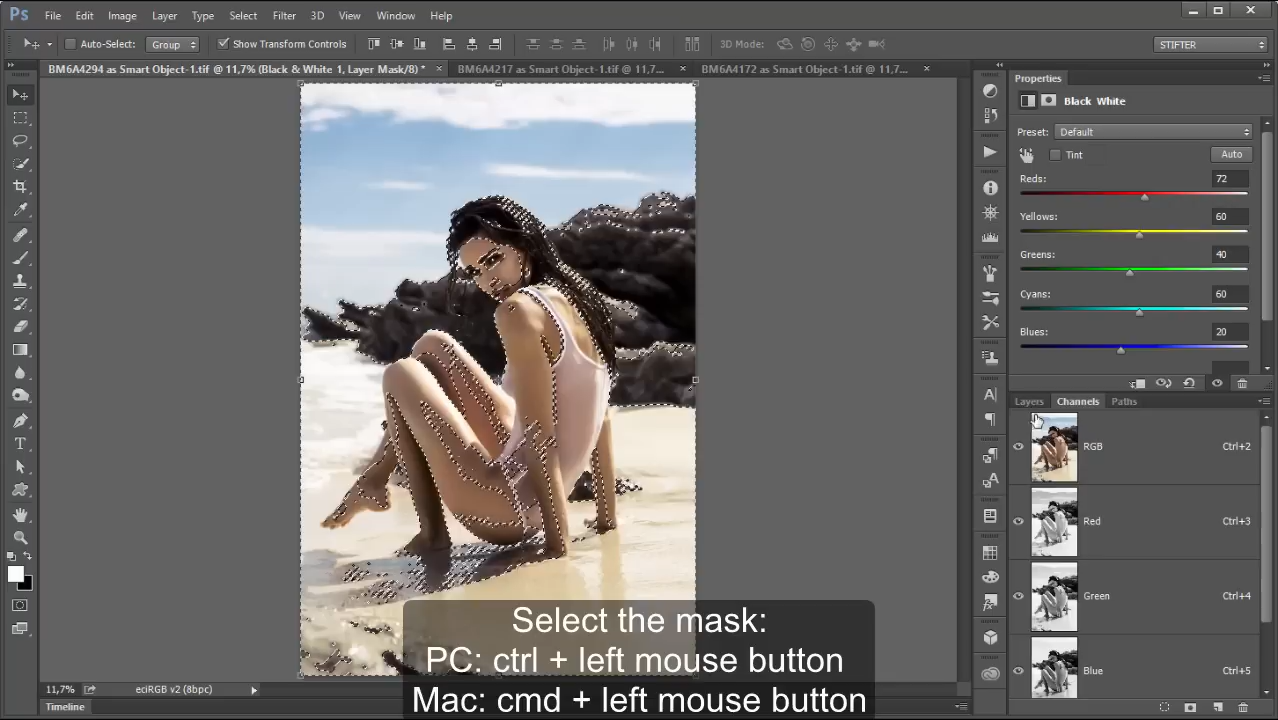 Ps File Edit Image Layer Type Select Filter 3D View Window Help
Auto-Select: Group Show Transform Controls 3D Mode: STIFTER
BM6A4294 as Smart Object-1.tif @ 11,7% (Black & White 1, Layer Mask/8) * × BM6A4217 as Smart Object-1.tif @ 11,7... × BM6A4172 as Smart Object-1.tif @ 11,7... ×
Properties
Black White
Preset: Default
Tint Auto
Reds: 72
Yellows: 60
Greens: 40
Cyans: 60
Blues: 20
Layers Channels Paths
RGB Ctrl+2
Red Ctrl+3
Green Ctrl+4
Blue Ctrl+5
Select the mask:
PC: ctrl + left mouse button
Mac: cmd + left mouse button
11,7% eciRGB v2 (8bpc)
Timeline